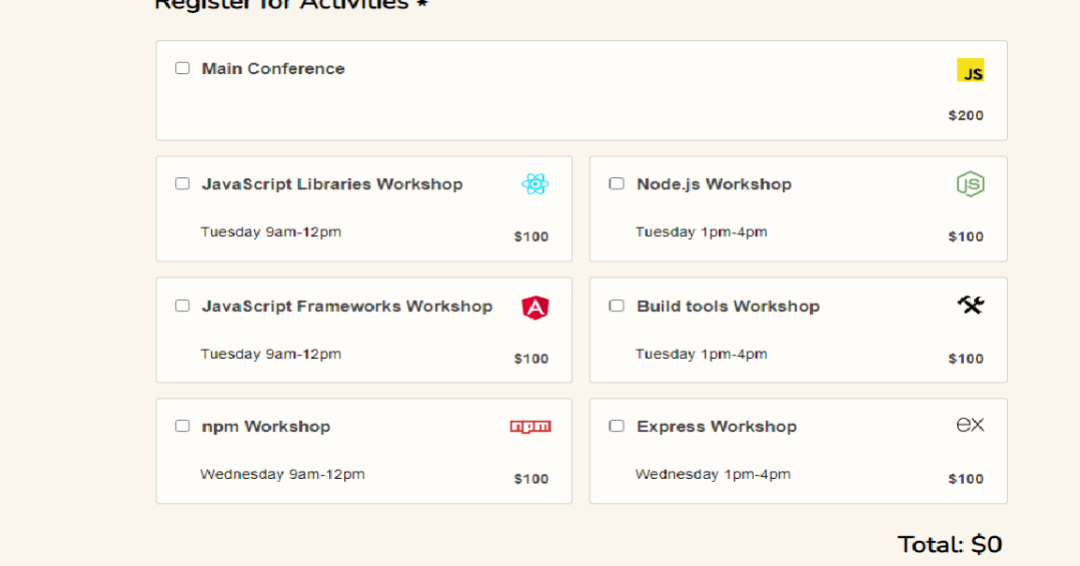 Register for Activities *
Main Conference
JS
$200
JavaScript Libraries Workshop
Tuesday 9am-12pm
$100
Node.js Workshop
JS
Tuesday 1pm-4pm
$100
JavaScript Frameworks Workshop
A
Tuesday 9am-12pm
$100
Build tools Workshop
Tuesday 1pm-4pm
$100
npm Workshop
npm
Wednesday 9am-12pm
$100
Express Workshop
ex
Wednesday 1pm-4pm
$100
Total: $0